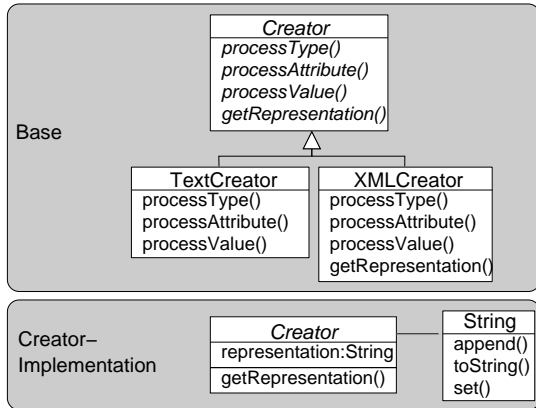 Creator
processType()
processAttribute()
processValue()
getRepresentation()
Base
TextCreator
processType()
processAttribute()
processValue()
XMLCreator
processType()
processAttribute()
processValue()
getRepresentation()
Creator–
Implementation
Creator
representation:String
getRepresentation()
String
append()
toString()
set()